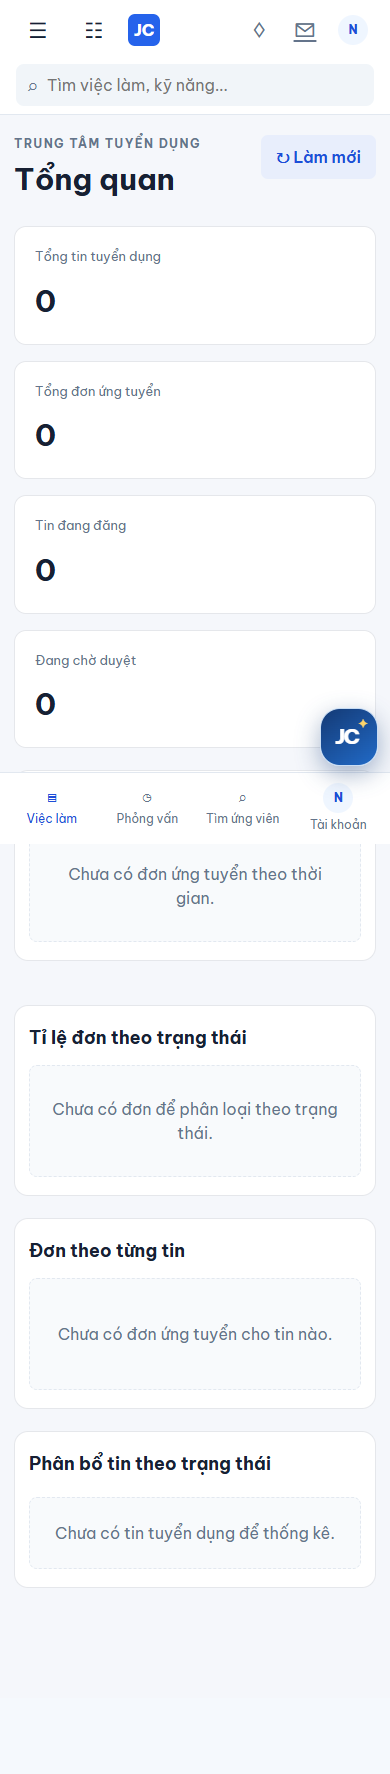 JC
N
Tìm việc làm, kỹ năng...
TRUNG TÂM TUYỂN DỤNG
Tổng quan
↻ Làm mới
Tổng tin tuyển dụng
0
Tổng đơn ứng tuyển
0
Tin đang đăng
0
Đang chờ duyệt
0
JC
Việc làm
Phỏng vấn
Tìm ứng viên
N
Tài khoản
Chưa có đơn ứng tuyển theo thời
gian.
Tỉ lệ đơn theo trạng thái
Chưa có đơn để phân loại theo trạng
thái.
Đơn theo từng tin
Chưa có đơn ứng tuyển cho tin nào.
Phân bổ tin theo trạng thái
Chưa có tin tuyển dụng để thống kê.